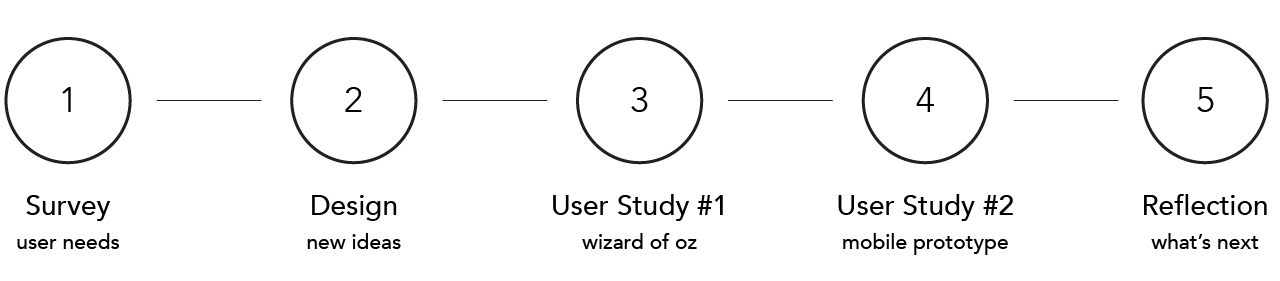 1
2
3
4
5
Survey
user needs
Design
new ideas
User Study #1
wizard of oz
User Study #2
mobile prototype
Reflection
what’s next